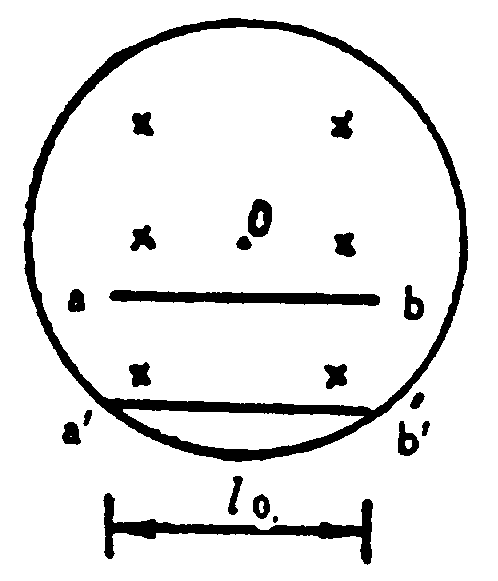 × ×
× O ×
a b
× ×
a′ b′
l₀